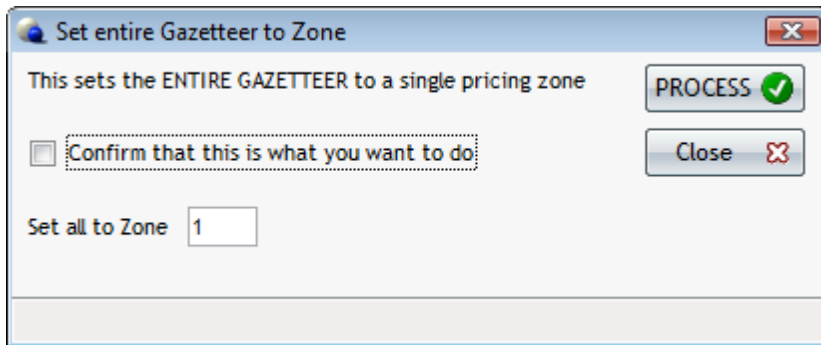 Set entire Gazetteer to Zone
This sets the ENTIRE GAZETTEER to a single pricing zone
PROCESS
Confirm that this is what you want to do
Close
Set all to Zone 1